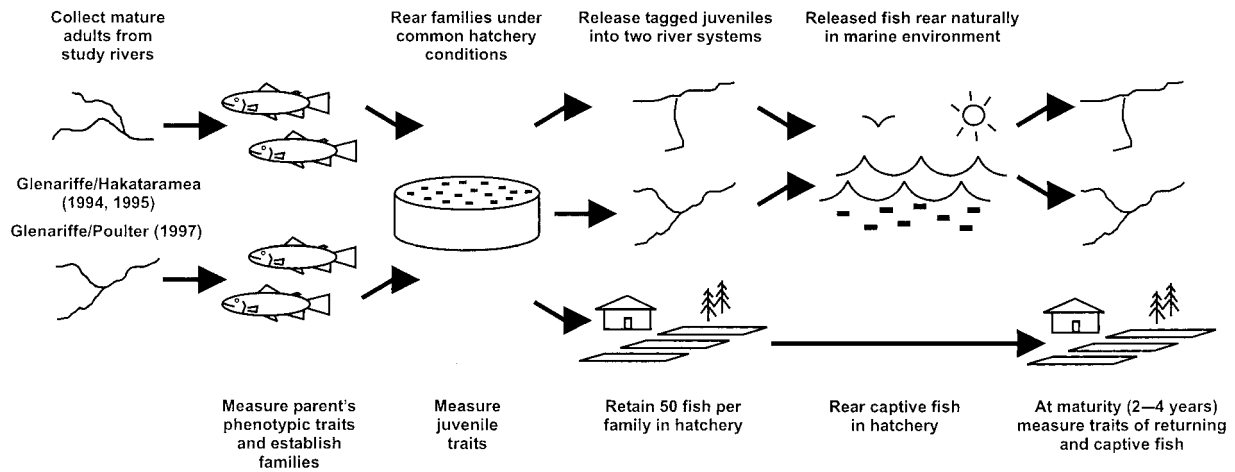 Collect mature
adults from
study rivers
Rear families under
common hatchery
conditions
Release tagged juveniles
into two river systems
Released fish rear naturally
in marine environment
Glenariffe/Hakataramea
(1994, 1995)
Glenariffe/Poulter (1997)
Measure parent's
phenotypic traits
and establish
families
Measure
juvenile
traits
Retain 50 fish per
family in hatchery
Rear captive fish
in hatchery
At maturity (2–4 years)
measure traits of returning
and captive fish